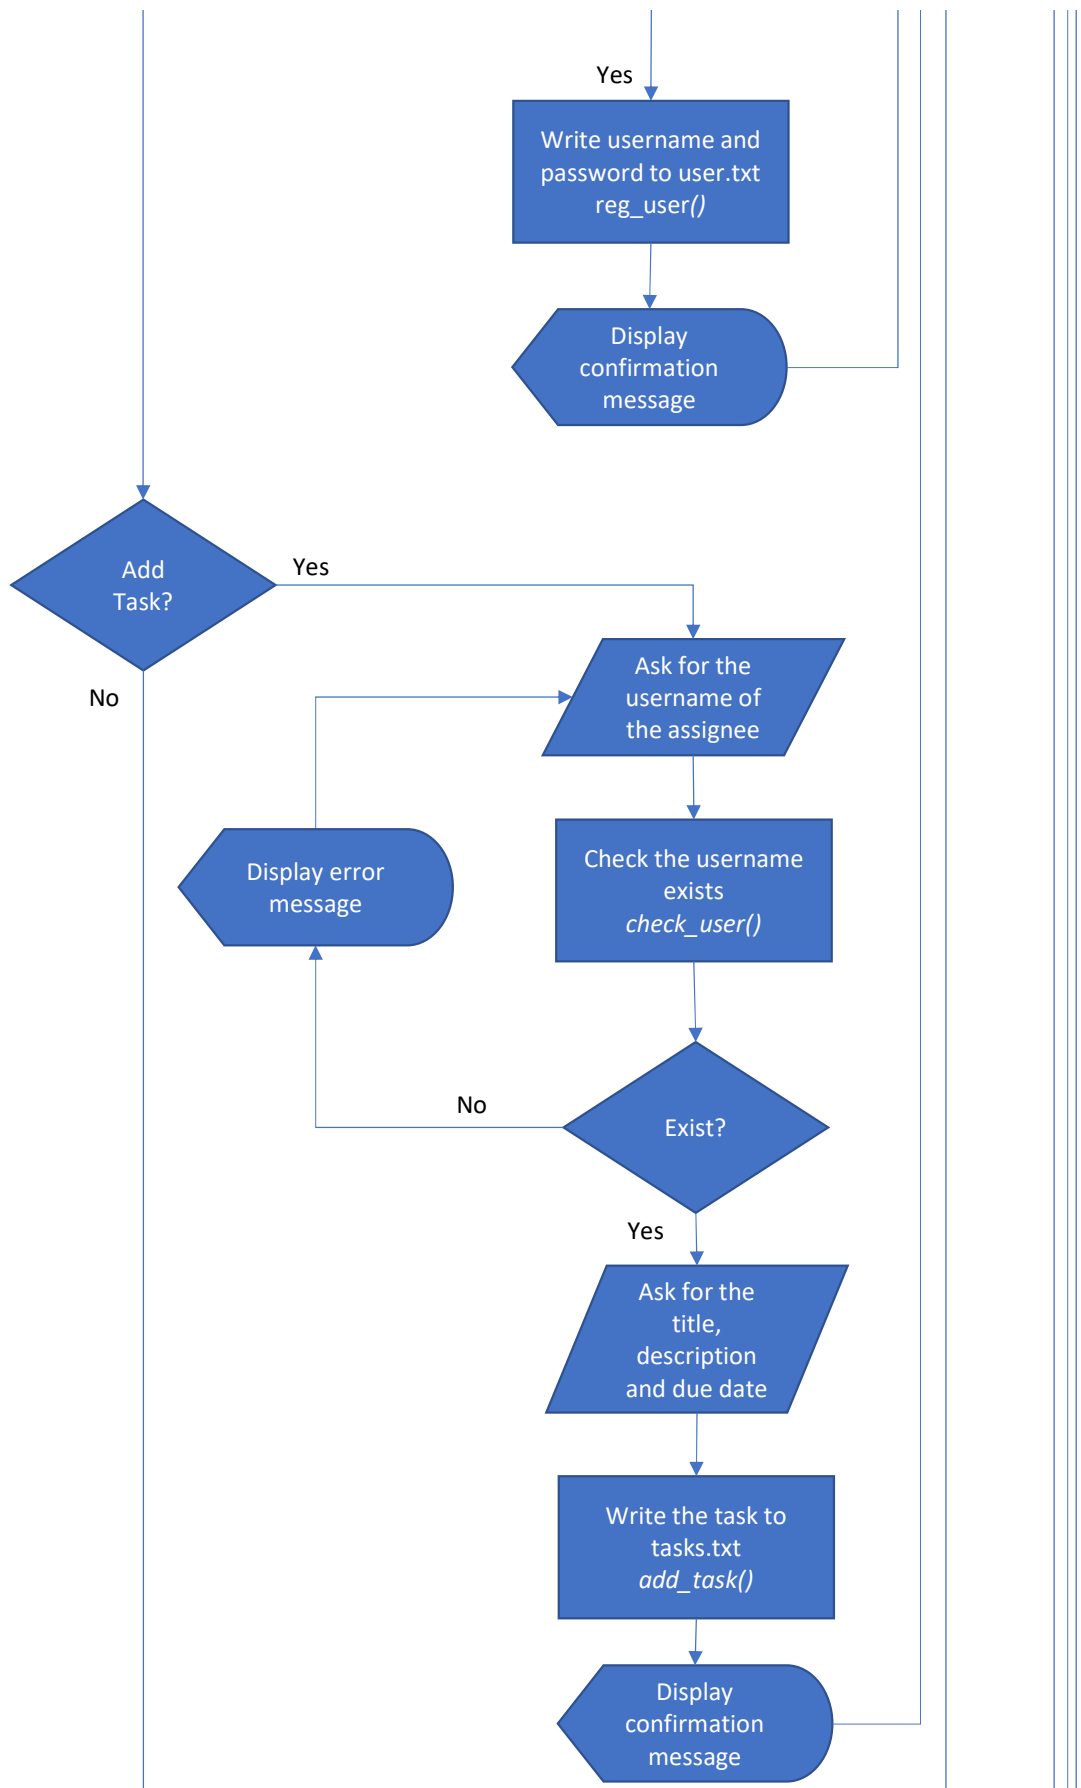 Yes
Write username and
password to user.txt
reg_user()
Display
confirmation
message
Add
Task?
Yes
No
Ask for the
username of
the assignee
Check the username
exists
check_user()
Display error
message
No
Exist?
Yes
Ask for the
title,
description
and due date
Write the task to
tasks.txt
add_task()
Display
confirmation
message